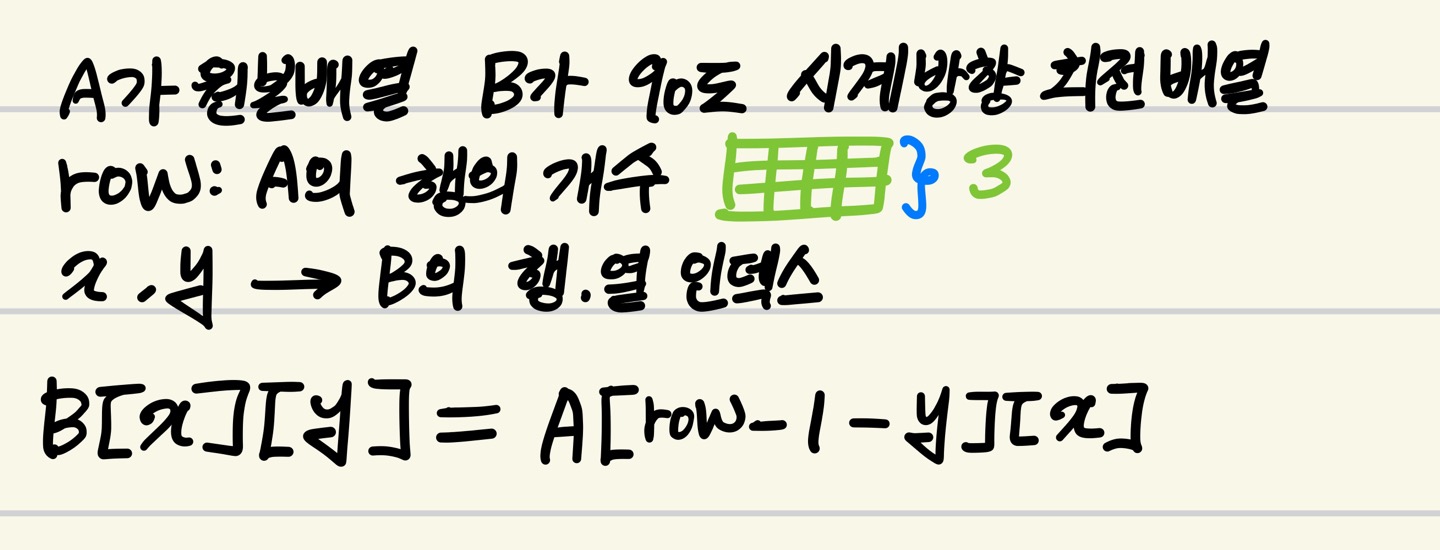 A가 원본배열 B가 90도 시계방향 회전 배열
row: A의 행의 개수 3
x, y → B의 행.열 인덱스
B[x][y] = A[row-1-y][x]